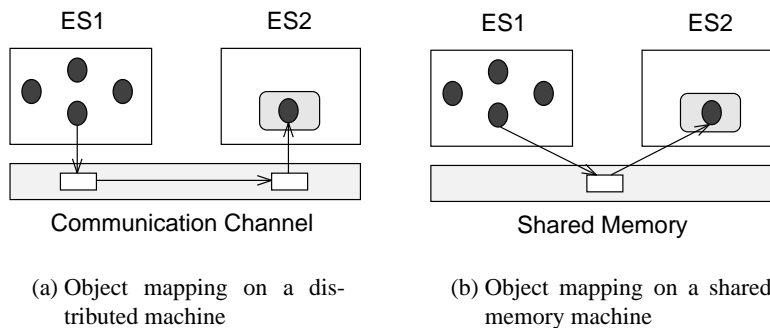 ES1 ES2 ES1 ES2
Communication Channel Shared Memory
(a) Object mapping on a dis-
tributed machine
(b) Object mapping on a shared
memory machine